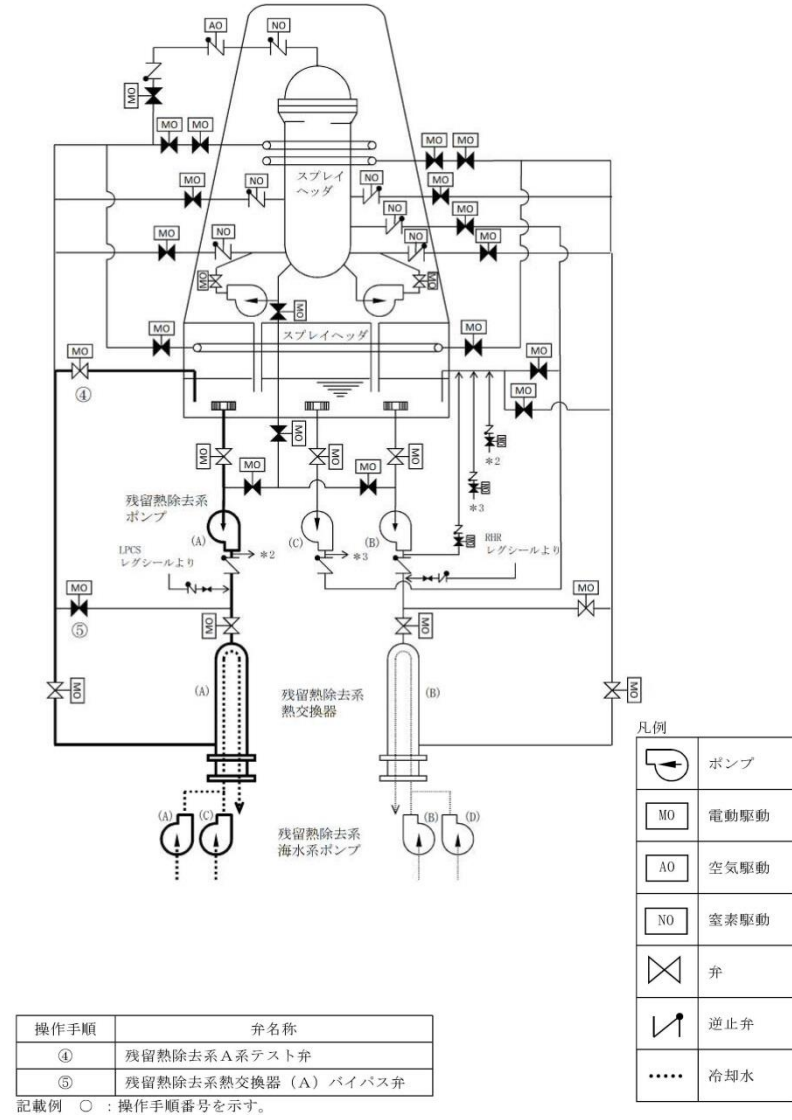 AO
NO
MO
MO
MO
MO
MO
スプレイ
ヘッダ
MO
NO
NO
MO
NO
MO
NO
NO
MO
MO
MO
MO
MO
スプレイヘッダ
MO
MO
MO
MO
④
MO
MO
MO
MO
MO
MO
MO
＊2
＊3
残留熱除去系
ポンプ
(A)
(C)
(B)
＊2
＊3
LPCS
レグシールより
RHR
レグシールより
MO
⑤
MO
MO
MO
MO
MO
(A)
残留熱除去系
熱交換器
(B)
(A)
(C)
残留熱除去系
海水系ポンプ
(B)
(D)
凡例
ポンプ
MO
電動駆動
AO
空気駆動
NO
窒素駆動
弁
逆止弁
冷却水
操作手順
弁名称
④
残留熱除去系A系テスト弁
⑤
残留熱除去系熱交換器（A）バイパス弁
記載例　○　：操作手順番号を示す。